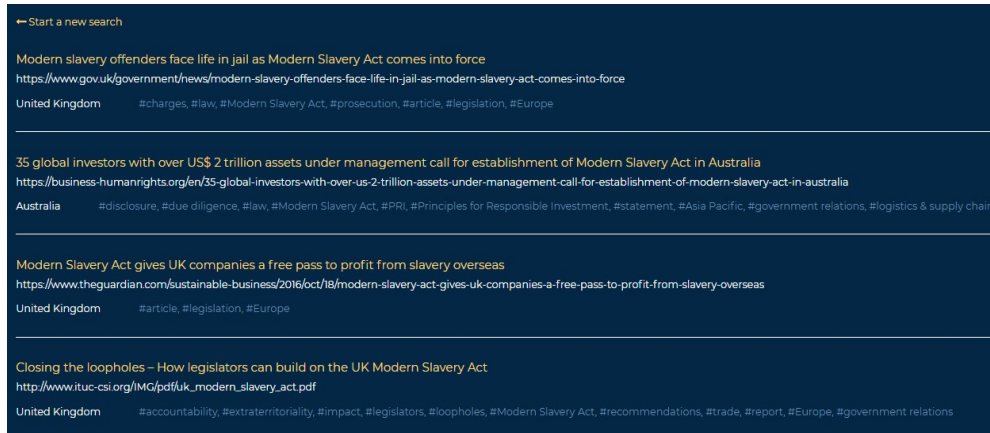 ←Start a new search
Modern slavery offenders face life in jail as Modern Slavery Act comes into force
https://www.gov.uk/government/news/modern-slavery-offenders-face-life-in-jail-as-modern-slavery-act-comes-into-force
United Kingdom #charges, #law, #Modern Slavery Act, #prosecution, #article, #legislation, #Europe
35 global investors with over US$ 2 trillion assets under management call for establishment of Modern Slavery Act in Australia
https://business-humanrights.org/en/35-global-investors-with-over-us-2-trillion-assets-under-management-call-for-establishment-of-modern-slavery-act-in-australia
Australia #disclosure, #due diligence, #law, #Modern Slavery Act, #PRI, #Principles for Responsible Investment, #statement, #Asia Pacific, #government relations, #logistics & supply chain
Modern Slavery Act gives UK companies a free pass to profit from slavery overseas
https://www.theguardian.com/sustainable-business/2016/oct/18/modern-slavery-act-gives-uk-companies-a-free-pass-to-profit-from-slavery-overseas
United Kingdom #article, #legislation, #Europe
Closing the loopholes – How legislators can build on the UK Modern Slavery Act
http://www.ituc-csi.org/IMG/pdf/uk_modern_slavery_act.pdf
United Kingdom #accountability, #extraterritoriality, #impact, #legislators, #loopholes, #Modern Slavery Act, #recommendations, #trade, #report, #Europe, #government relations